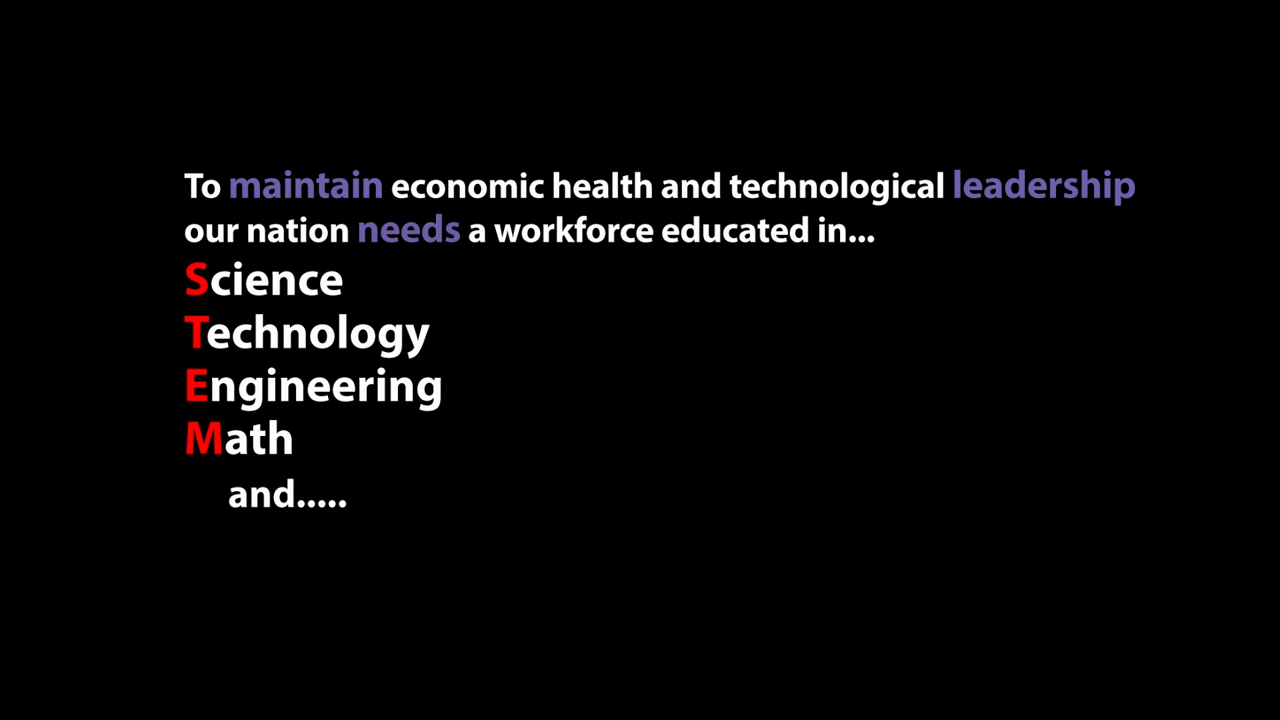 To maintain economic health and technological leadership
our nation needs a workforce educated in...
Science
Technology
Engineering
Math
and.....